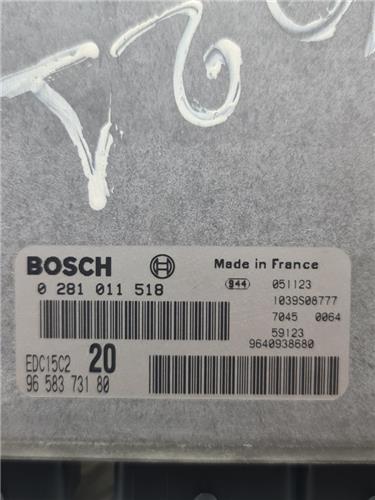 BOSCH
Made in France
0 281 011 518
944 051123
1039S08777
7045 0064
59123
9640938680
EDC15C2 20
96 583 731 80